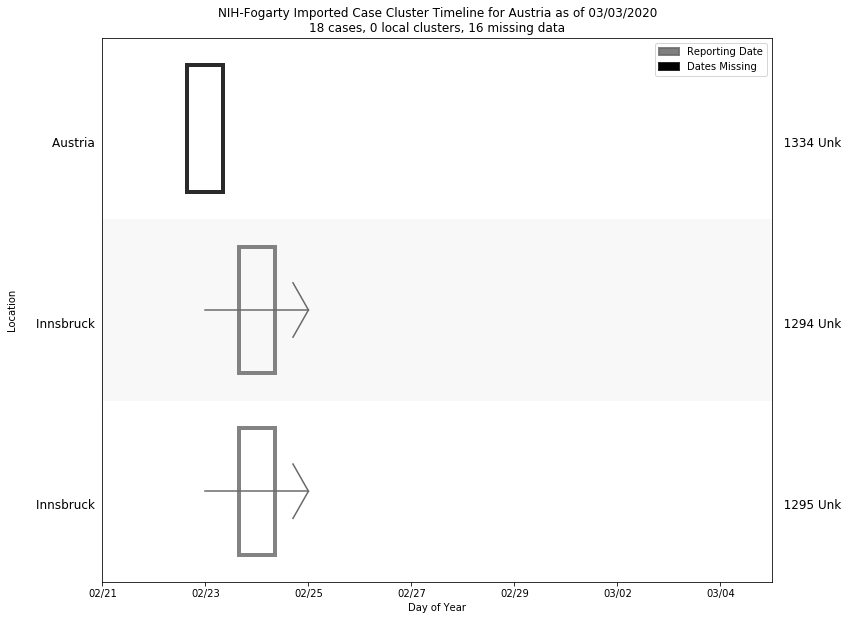 NIH-Fogarty Imported Case Cluster Timeline for Austria as of 03/03/2020
18 cases, 0 local clusters, 16 missing data
Reporting Date
Dates Missing
Austria
1334 Unk
Location
Innsbruck
1294 Unk
Innsbruck
1295 Unk
02/21 02/23 02/25 02/27 02/29 03/02 03/04
Day of Year